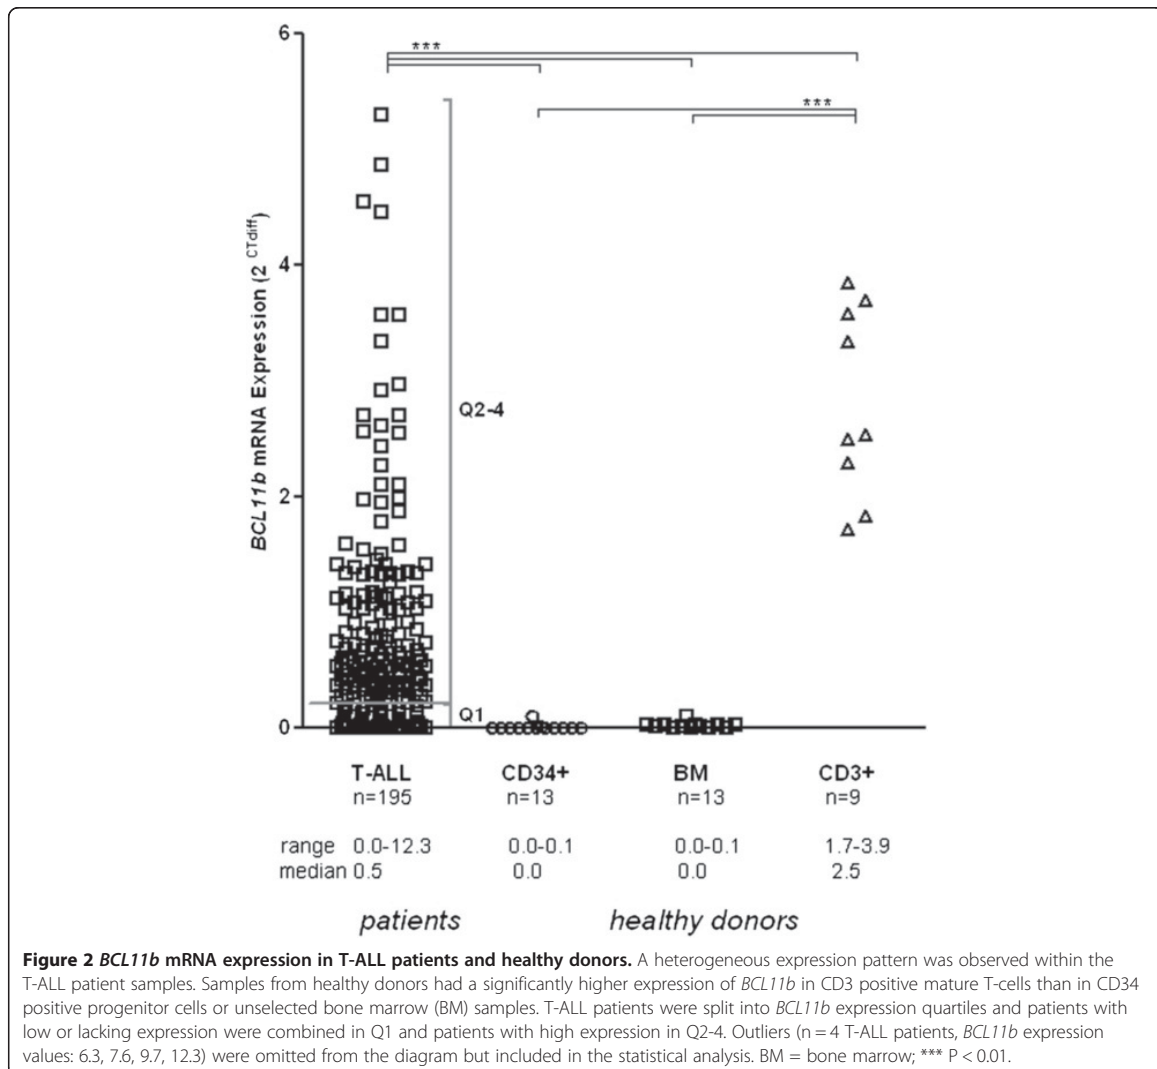 6
***
***
4
2
0
BCL11b mRNA Expression (2 CTdiff)
Q2-4
Q1
T-ALL CD34+ BM CD3+
n=195 n=13 n=13 n=9
range 0.0-12.3 0.0-0.1 0.0-0.1 1.7-3.9
median 0.5 0.0 0.0 2.5
patients healthy donors
Figure 2 BCL11b mRNA expression in T-ALL patients and healthy donors. A heterogeneous expression pattern was observed within the
T-ALL patient samples. Samples from healthy donors had a significantly higher expression of BCL11b in CD3 positive mature T-cells than in CD34
positive progenitor cells or unselected bone marrow (BM) samples. T-ALL patients were split into BCL11b expression quartiles and patients with
low or lacking expression were combined in Q1 and patients with high expression in Q2-4. Outliers (n = 4 T-ALL patients, BCL11b expression
values: 6.3, 7.6, 9.7, 12.3) were omitted from the diagram but included in the statistical analysis. BM = bone marrow; *** P < 0.01.